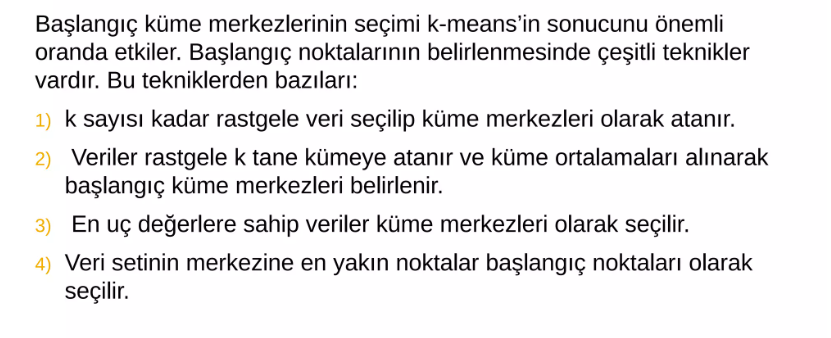 Başlangıç küme merkezlerinin seçimi k-means’in sonucunu önemli
oranda etkiler. Başlangıç noktalarının belirlenmesinde çeşitli teknikler
vardır. Bu tekniklerden bazıları:
1) k sayısı kadar rastgele veri seçilip küme merkezleri olarak atanır.
2) Veriler rastgele k tane kümeye atanır ve küme ortalamaları alınarak
başlangıç küme merkezleri belirlenir.
3) En uç değerlere sahip veriler küme merkezleri olarak seçilir.
4) Veri setinin merkezine en yakın noktalar başlangıç noktaları olarak
seçilir.